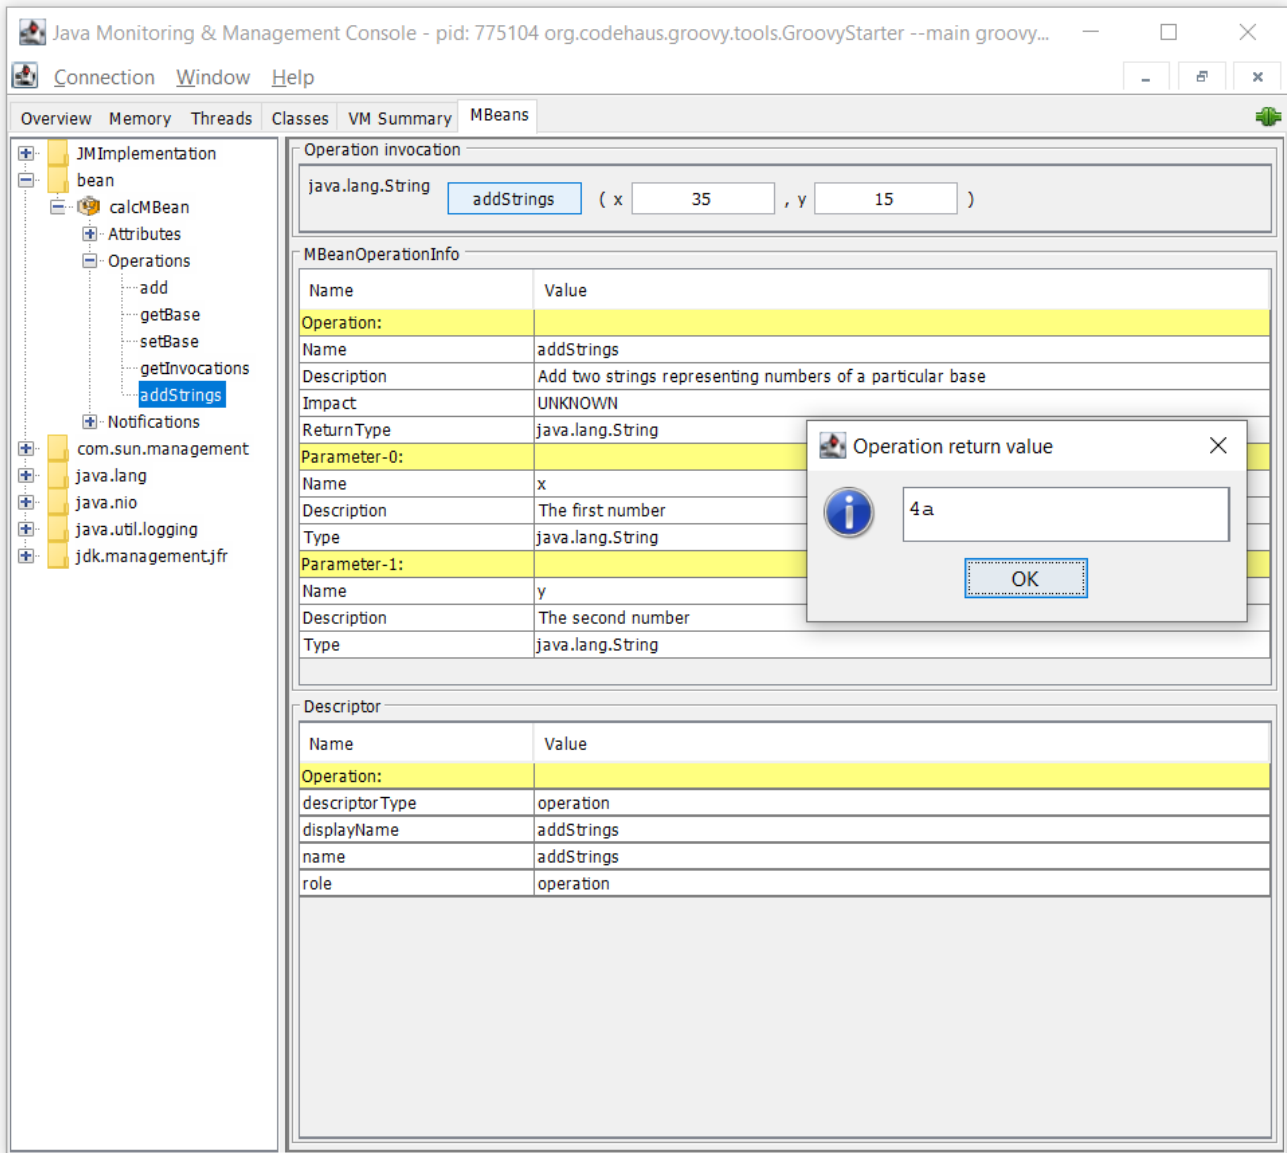 Java Monitoring & Management Console - pid: 775104 org.codehaus.groovy.tools.GroovyStarter --main groovy...
Connection Window Help
Overview Memory Threads Classes VM Summary MBeans
JMImplementation
bean
calcMBean
Attributes
Operations
add
getBase
setBase
getInvocations
addStrings
Notifications
com.sun.management
java.lang
java.nio
java.util.logging
jdk.management.jfr
Operation invocation
java.lang.String addStrings ( x 35 , y 15 )
MBeanOperationInfo
Name Value
Operation:
Name addStrings
Description Add two strings representing numbers of a particular base
Impact UNKNOWN
ReturnType java.lang.String
Parameter-0:
Name x
Description The first number
Type java.lang.String
Parameter-1:
Name y
Description The second number
Type java.lang.String
Operation return value
4a
OK
Descriptor
Name Value
Operation:
descriptorType operation
displayName addStrings
name addStrings
role operation